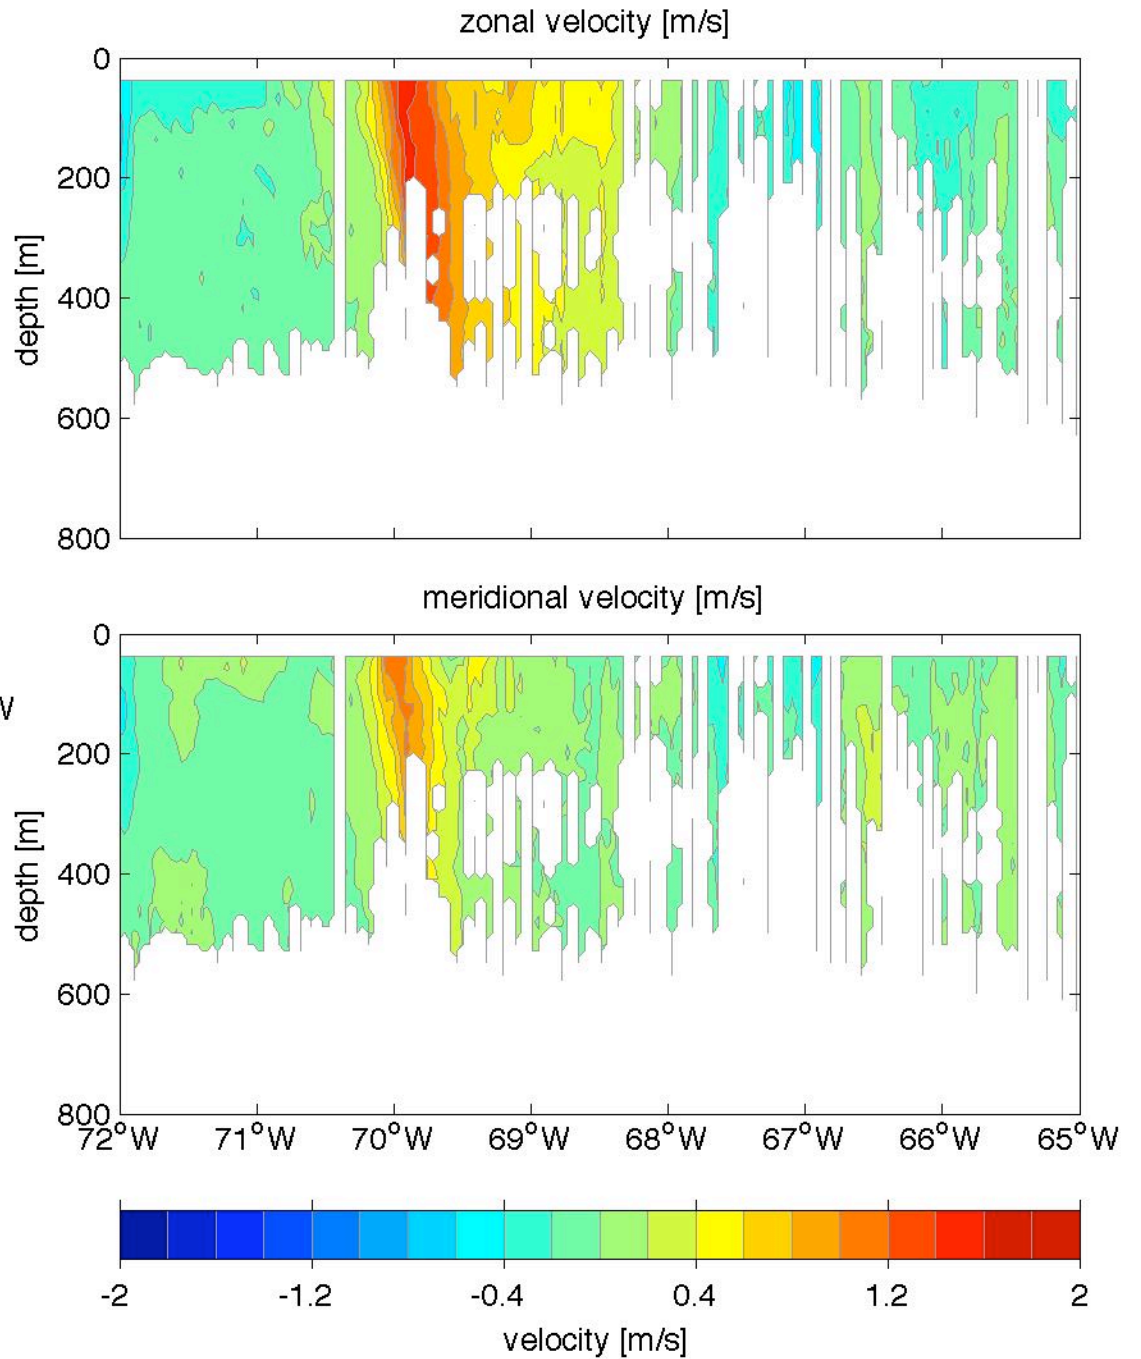 zonal velocity [m/s]
0
200
400
600
800
depth [m]
meridional velocity [m/s]
0
200
400
600
800
depth [m]
W
72°W 71°W 70°W 69°W 68°W 67°W 66°W 65°W
-2 -1.2 -0.4 0.4 1.2 2
velocity [m/s]